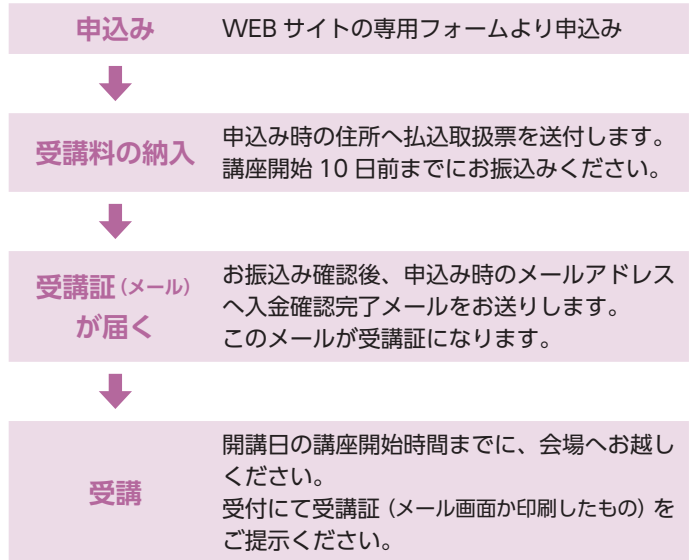 申込み
WEB サイトの専用フォームより申込み
受講料の納入
申込み時の住所へ払込取扱票を送付します。
講座開始 10 日前までにお振込みください。
受講証(メール)
が届く
お振込み確認後、申込み時のメールアドレス
へ入金確認完了メールをお送りします。
このメールが受講証になります。
受講
開講日の講座開始時間までに、会場へお越し
ください。
受付にて受講証(メール画面か印刷したもの)を
ご提示ください。